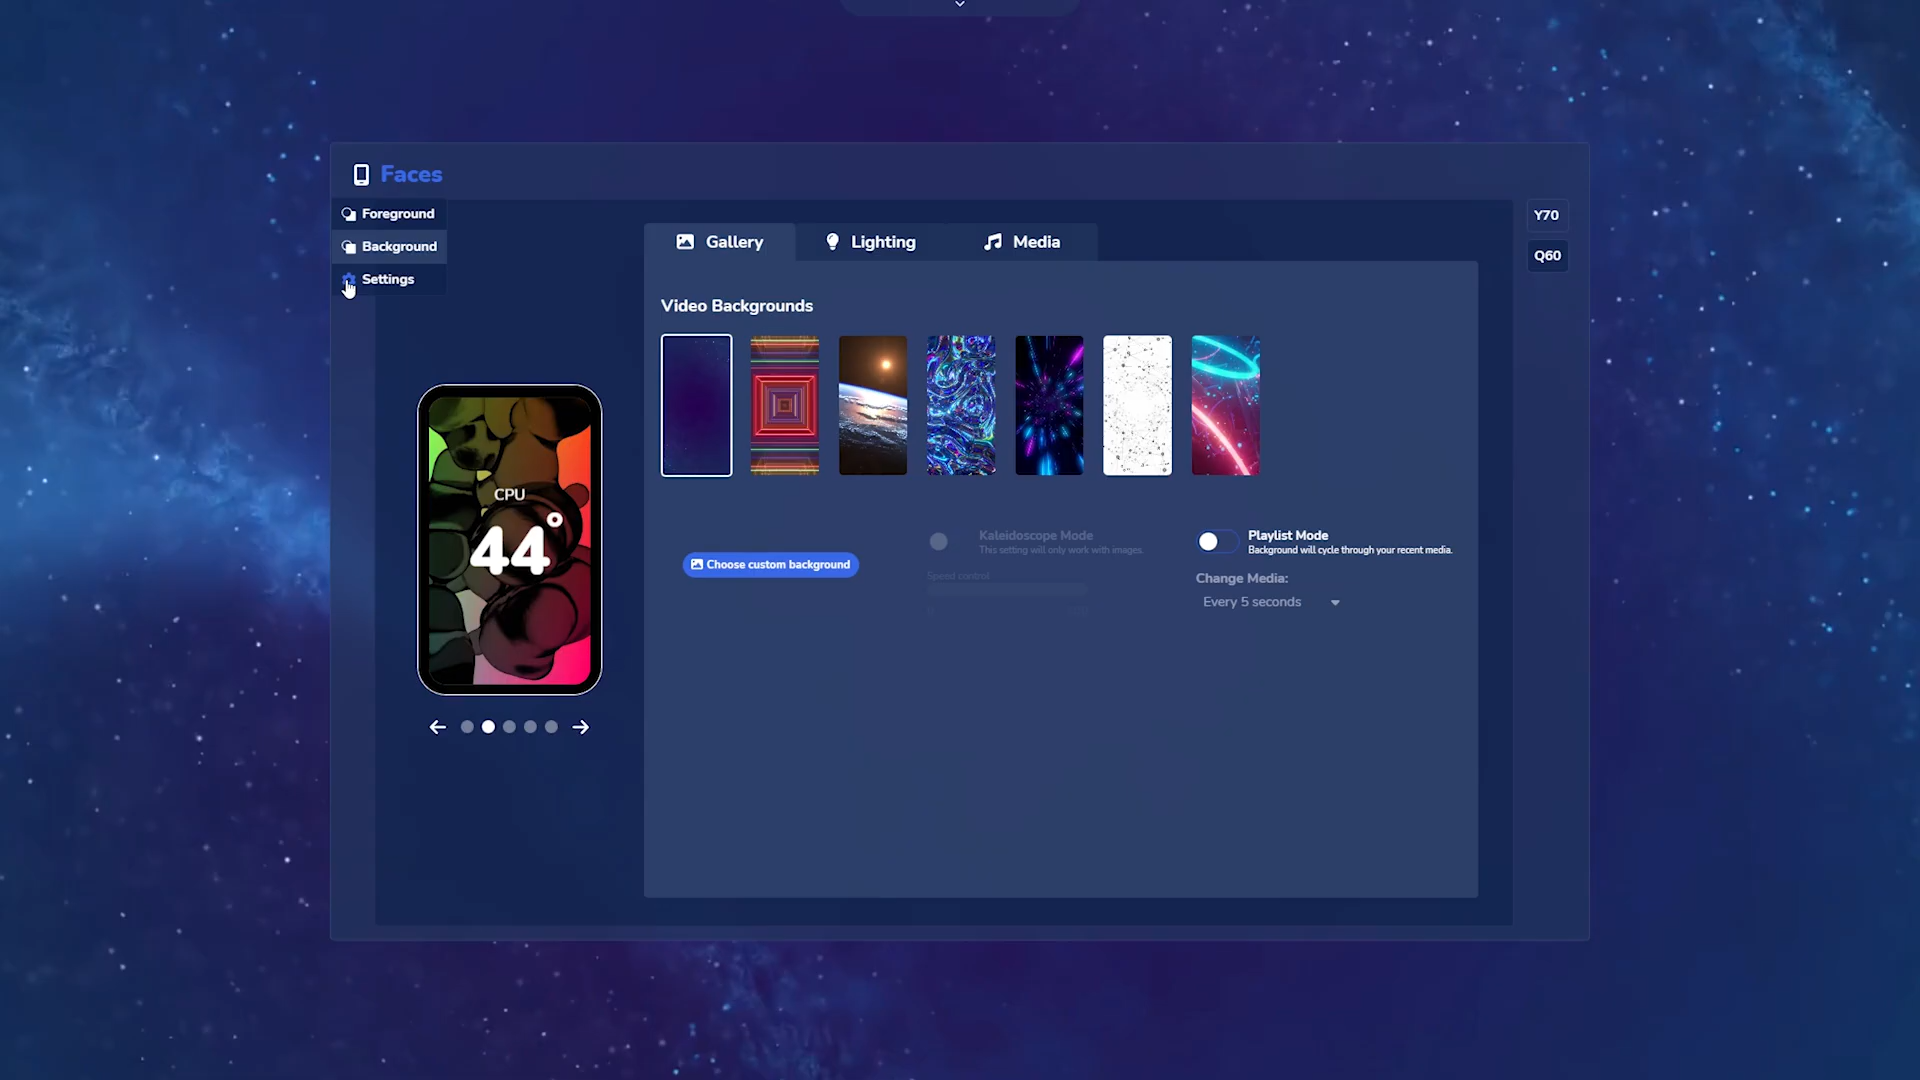 Faces
Foreground
Background
Settings
Y70
Q60
Gallery
Lighting
Media
Video Backgrounds
CPU
44°
Choose custom background
Kaleidoscope Mode
This setting will only work with images.
Speed control
Playlist Mode
Background will cycle through your recent media.
Change Media:
Every 5 seconds